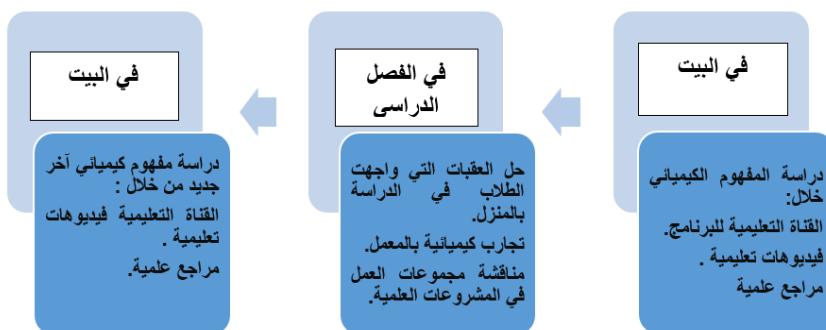 في البيت
دراسة المفهوم الكيميائي
خلال:
القناة التعليمية للبرنامج.
فيديوهات تعليمية .
مراجع علمية
في الفصل
الدراسى
حل العقبات التي واجهت
الطلاب في الدراسة
بالمنزل.
تجارب كيميائية بالمعمل.
مناقشة مجموعات العمل
في المشروعات العلمية.
في البيت
دراسة مفهوم كيميائي آخر
جديد من خلال :
القناة التعليمية فيديوهات
تعليمية .
مراجع علمية.